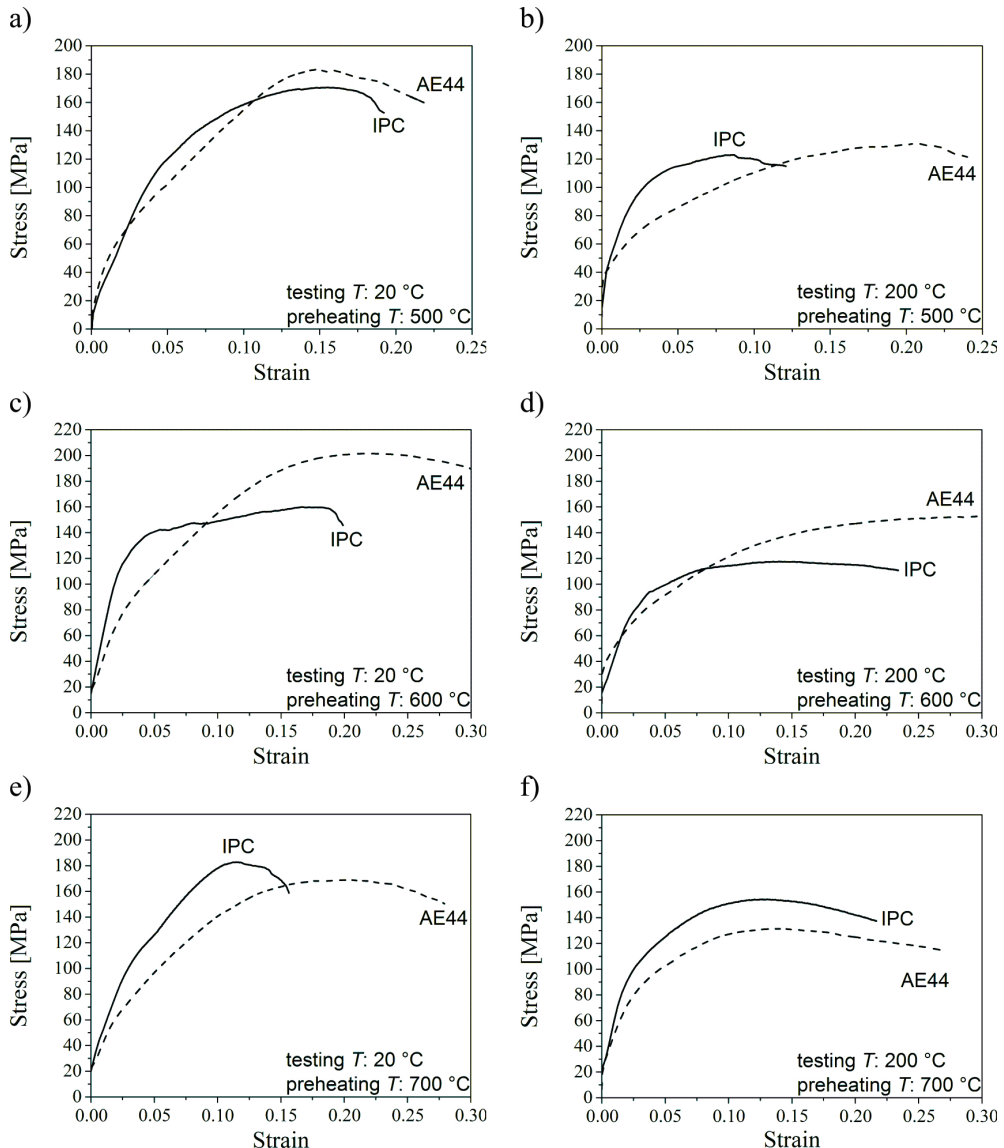 a)
200
180
160
140
120
100
80
60
40
20
0
Stress [MPa]
AE44
IPC
testing T: 20 °C
preheating T: 500 °C
0.00 0.05 0.10 0.15 0.20 0.25
Strain
b)
200
180
160
140
120
100
80
60
40
20
0
Stress [MPa]
IPC
AE44
testing T: 200 °C
preheating T: 500 °C
0.00 0.05 0.10 0.15 0.20 0.25
Strain
c)
220
200
180
160
140
120
100
80
60
40
20
0
Stress [MPa]
AE44
IPC
testing T: 20 °C
preheating T: 600 °C
0.00 0.05 0.10 0.15 0.20 0.25 0.30
Strain
d)
220
200
180
160
140
120
100
80
60
40
20
0
Stress [MPa]
AE44
IPC
testing T: 200 °C
preheating T: 600 °C
0.00 0.05 0.10 0.15 0.20 0.25 0.30
Strain
e)
220
200
180
160
140
120
100
80
60
40
20
0
Stress [MPa]
IPC
AE44
testing T: 20 °C
preheating T: 700 °C
0.00 0.05 0.10 0.15 0.20 0.25 0.30
Strain
f)
220
200
180
160
140
120
100
80
60
40
20
0
Stress [MPa]
IPC
AE44
testing T: 200 °C
preheating T: 700 °C
0.00 0.05 0.10 0.15 0.20 0.25 0.30
Strain